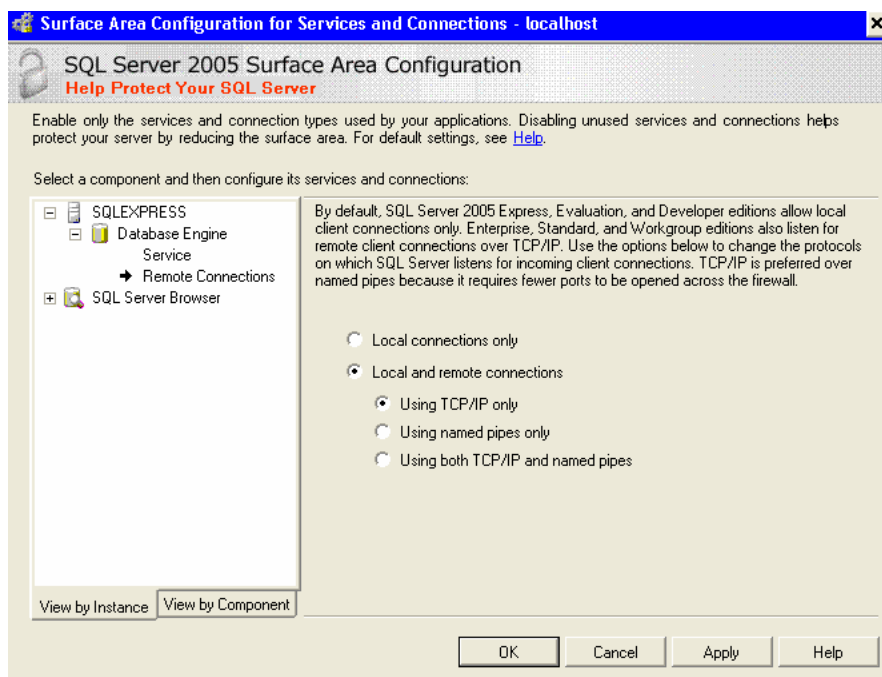 Surface Area Configuration for Services and Connections - localhost
SQL Server 2005 Surface Area Configuration
Help Protect Your SQL Server
Enable only the services and connection types used by your applications. Disabling unused services and connections helps
protect your server by reducing the surface area. For default settings, see Help.
Select a component and then configure its services and connections:
SQLEXPRESS
Database Engine
Service
Remote Connections
SQL Server Browser
View by Instance
View by Component
By default, SQL Server 2005 Express, Evaluation, and Developer editions allow local
client connections only. Enterprise, Standard, and Workgroup editions also listen for
remote client connections over TCP/IP. Use the options below to change the protocols
on which SQL Server listens for incoming client connections. TCP/IP is preferred over
named pipes because it requires fewer ports to be opened across the firewall.
Local connections only
Local and remote connections
Using TCP/IP only
Using named pipes only
Using both TCP/IP and named pipes
OK
Cancel
Apply
Help